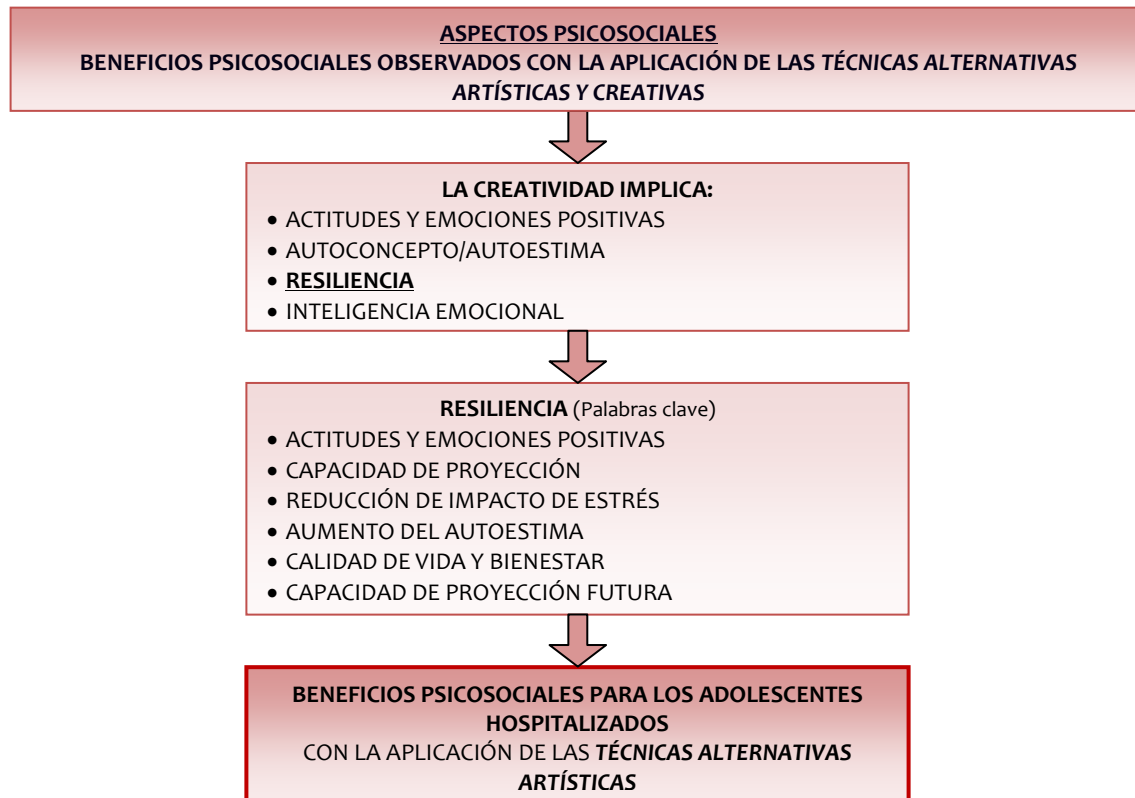 ASPECTOS PSICOSOCIALES
BENEFICIOS PSICOSOCIALES OBSERVADOS CON LA APLICACIÓN DE LAS TÉCNICAS ALTERNATIVAS
ARTÍSTICAS Y CREATIVAS
LA CREATIVIDAD IMPLICA:
• ACTITUDES Y EMOCIONES POSITIVAS
• AUTOCONCEPTO/AUTOESTIMA
• RESILIENCIA
• INTELIGENCIA EMOCIONAL
RESILIENCIA (Palabras clave)
• ACTITUDES Y EMOCIONES POSITIVAS
• CAPACIDAD DE PROYECCIÓN
• REDUCCIÓN DE IMPACTO DE ESTRÉS
• AUMENTO DEL AUTOESTIMA
• CALIDAD DE VIDA Y BIENESTAR
• CAPACIDAD DE PROYECCIÓN FUTURA
BENEFICIOS PSICOSOCIALES PARA LOS ADOLESCENTES
HOSPITALIZADOS
CON LA APLICACIÓN DE LAS TÉCNICAS ALTERNATIVAS
ARTÍSTICAS